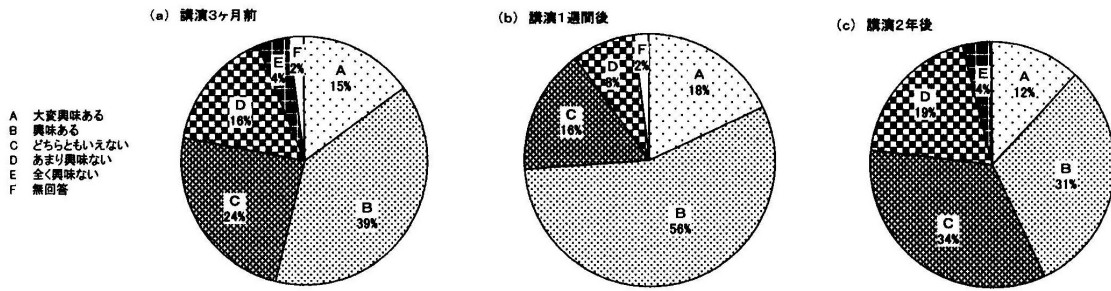 (a) 講演3ヶ月前
A
15%
B
39%
C
24%
D
16%
E
4%
F
2%
(b) 講演1週間後
A
18%
B
56%
C
16%
D
8%
F
2%
(c) 講演2年後
A
12%
B
31%
C
34%
D
19%
E
4%
A 大変興味ある
B 興味ある
C どちらともいえない
D あまり興味ない
E 全く興味ない
F 無回答